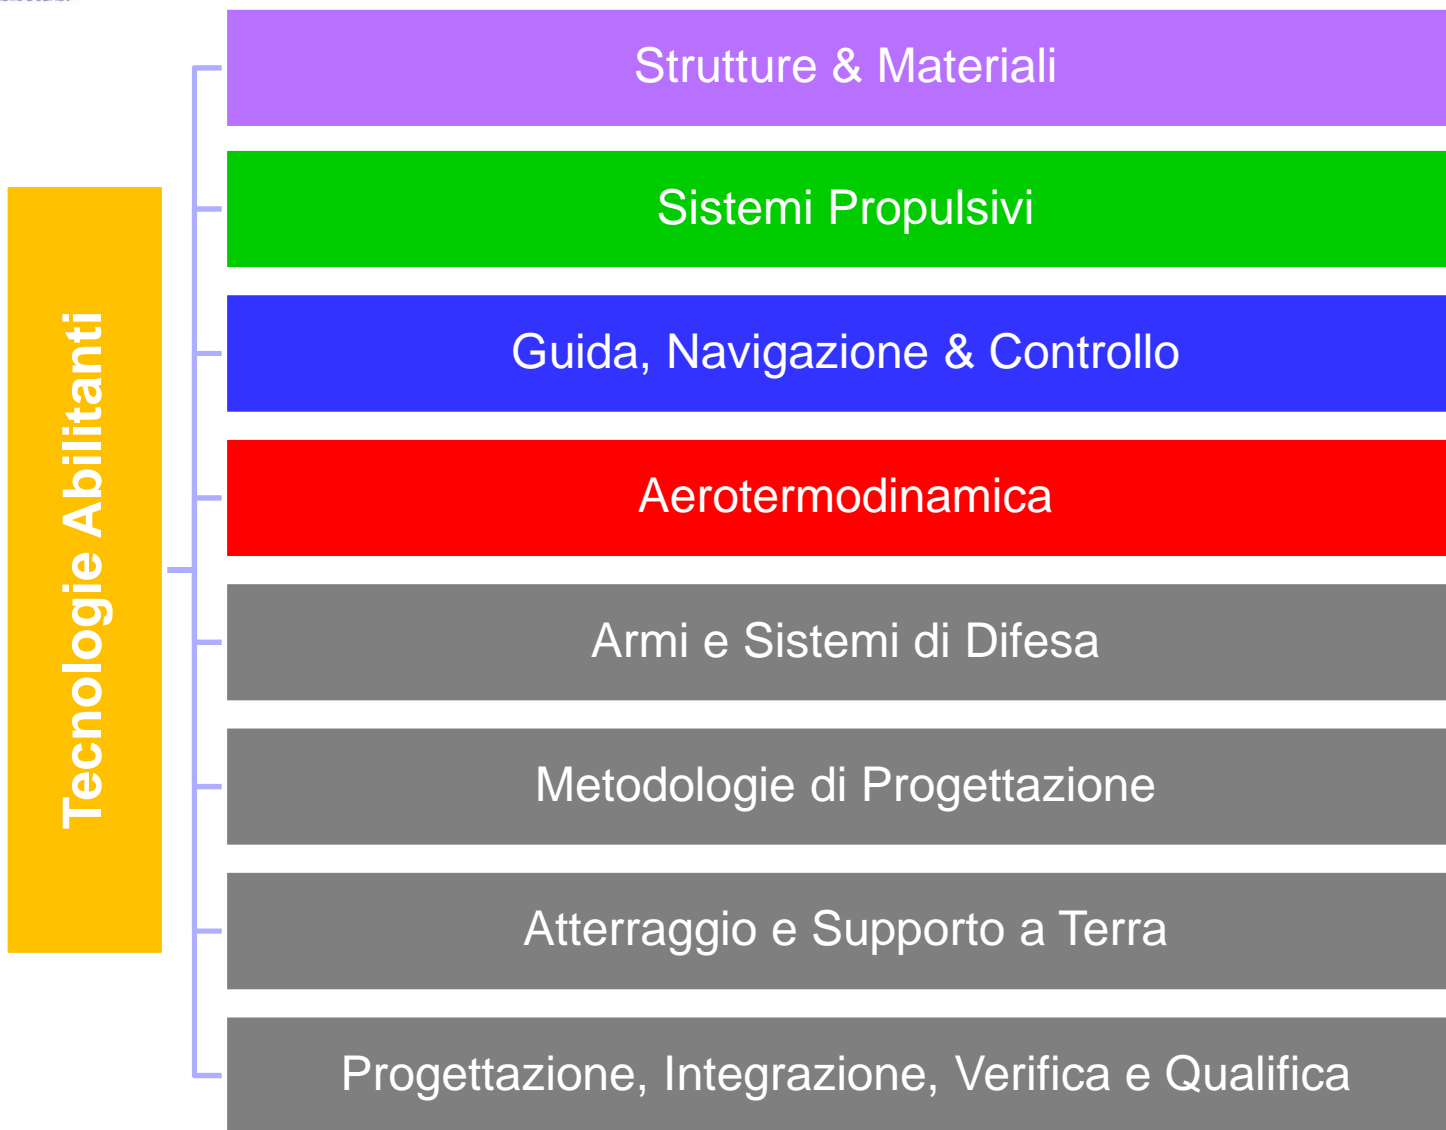 Strutture & Materiali
Sistemi Propulsivi
Guida, Navigazione & Controllo
Tecnologie Abilitanti
Aerotermodinamica
Armi e Sistemi di Difesa
Metodologie di Progettazione
Atterraggio e Supporto a Terra
Progettazione, Integrazione, Verifica e Qualifica